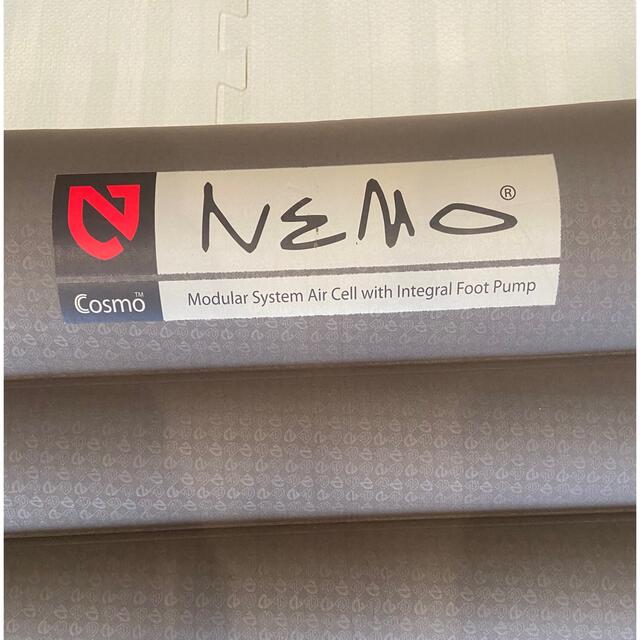 NEMO®
Cosmo™
Modular System Air Cell with Integral Foot Pump